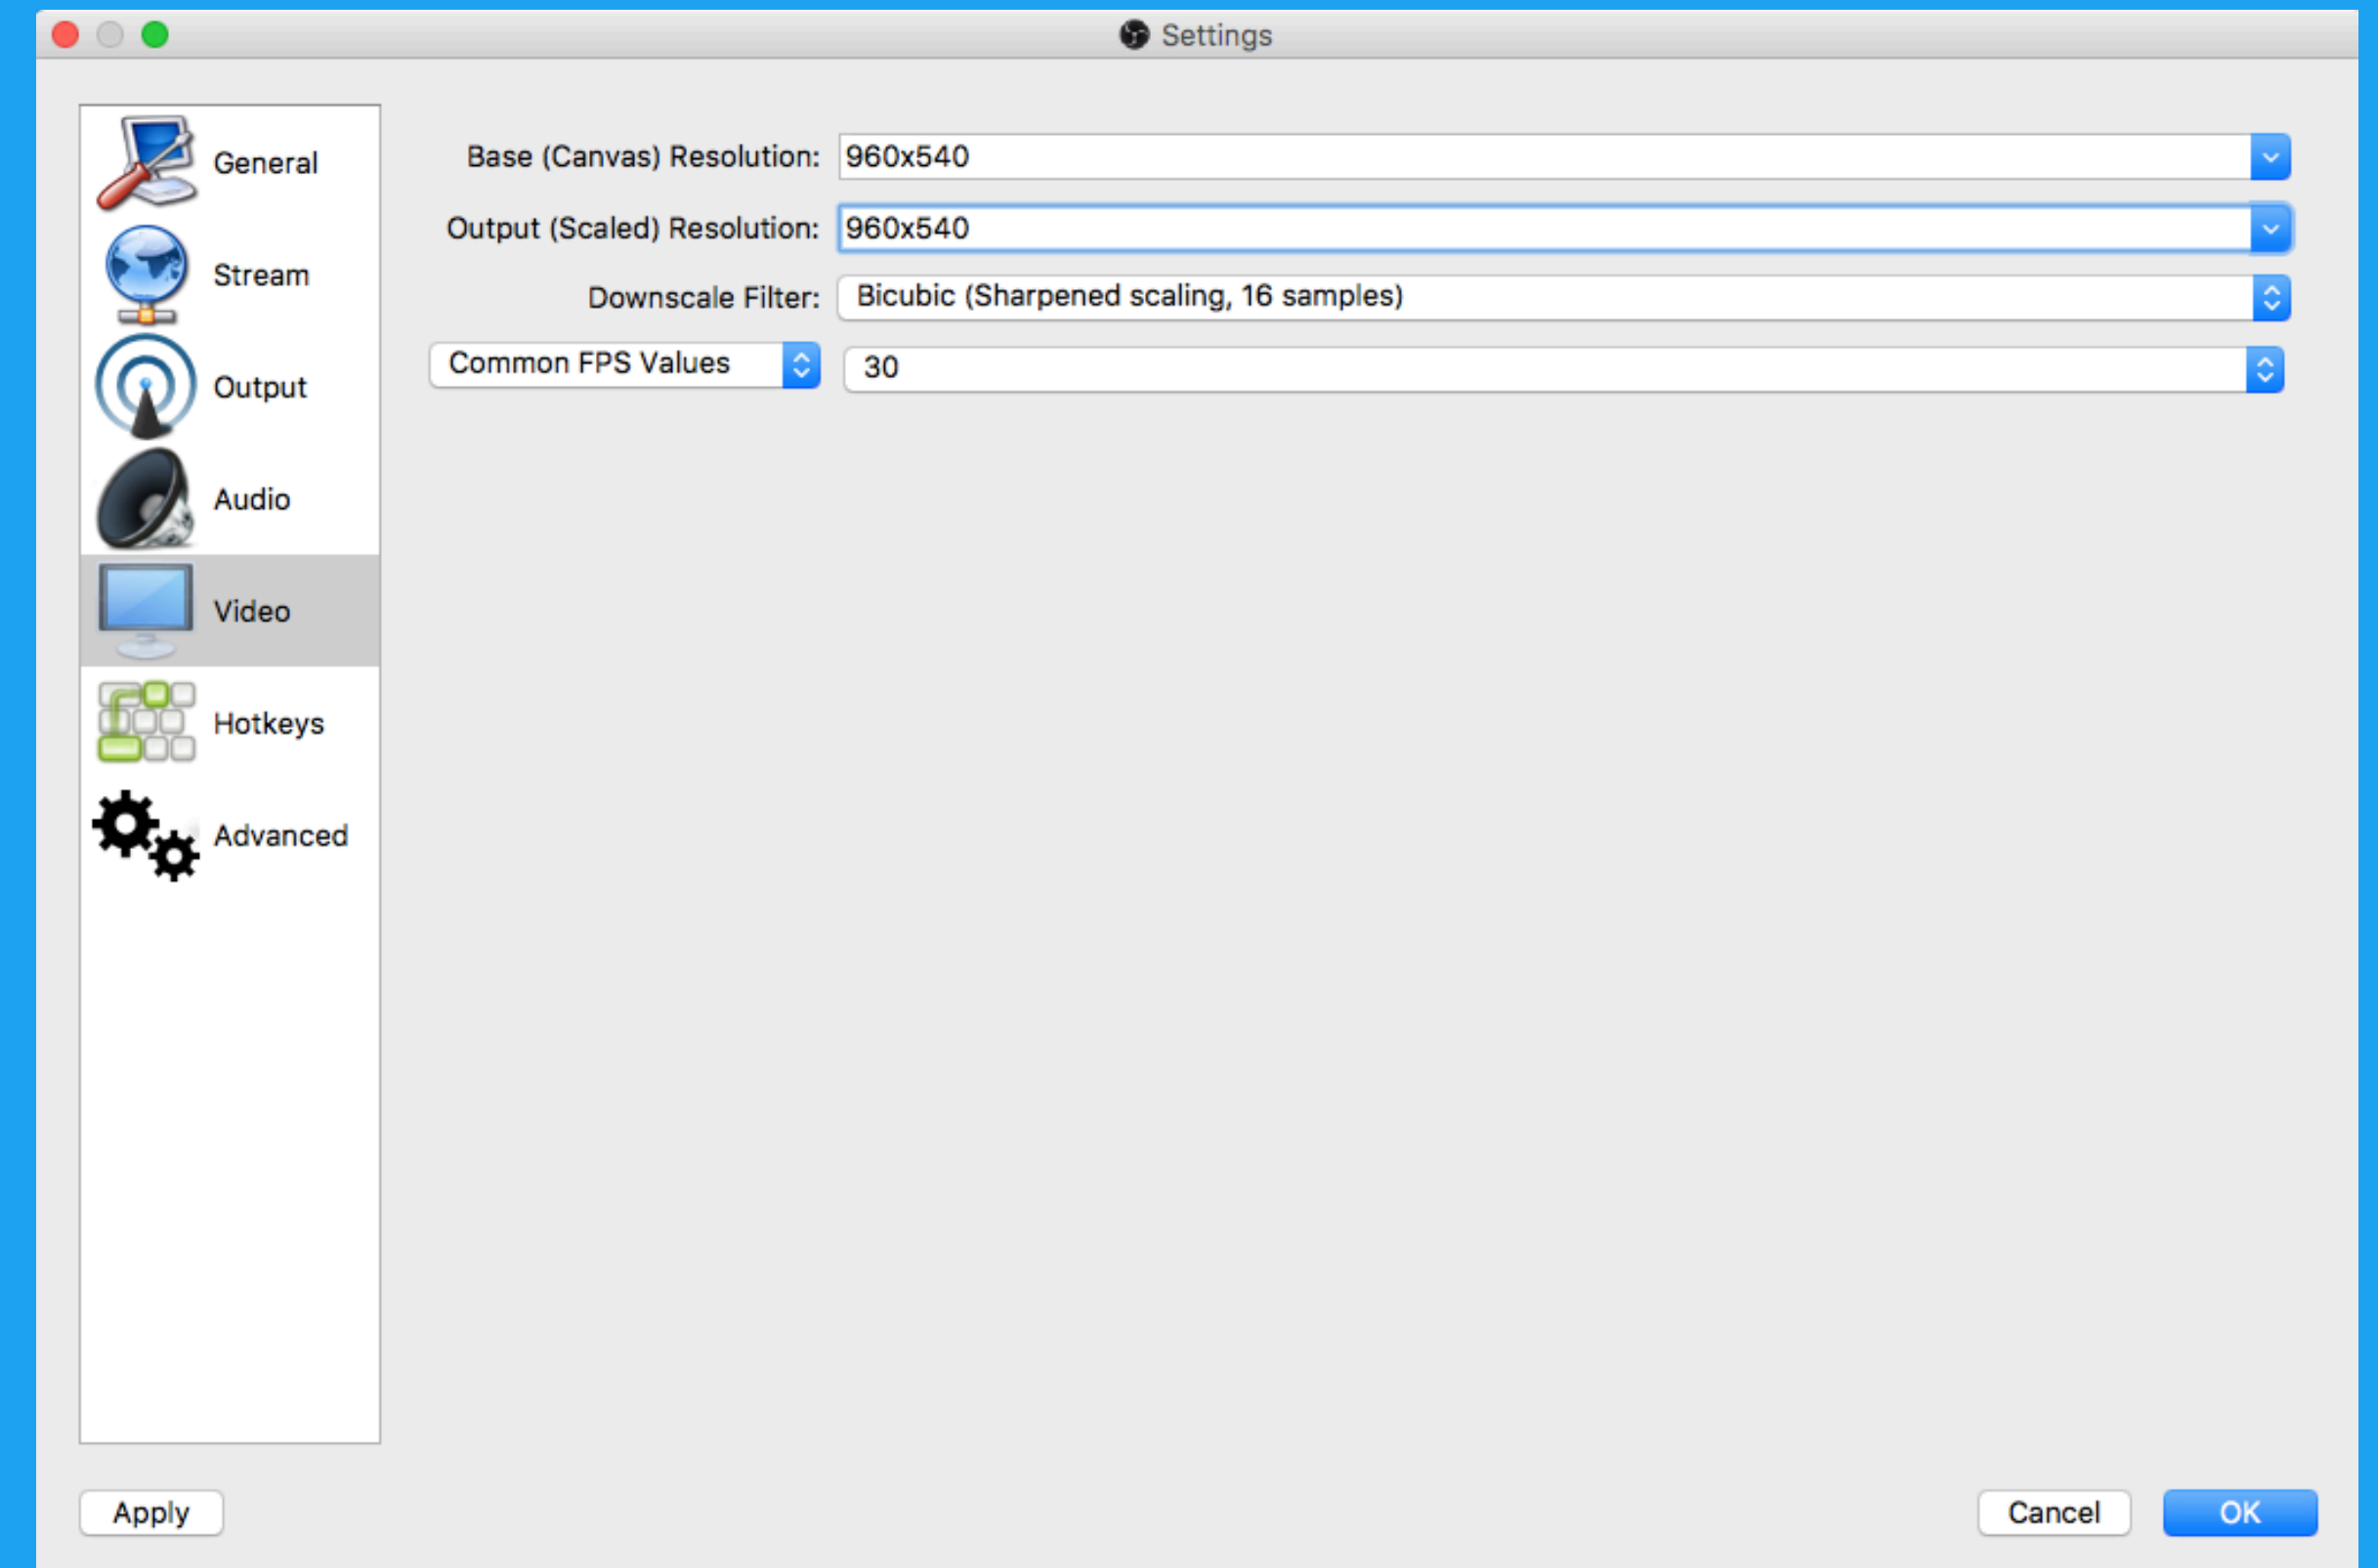 Settings
General
Stream
Output
Audio
Video
Hotkeys
Advanced
Base (Canvas) Resolution: 960x540
Output (Scaled) Resolution: 960x540
Downscale Filter: Bicubic (Sharpened scaling, 16 samples)
Common FPS Values 30
Apply Cancel OK